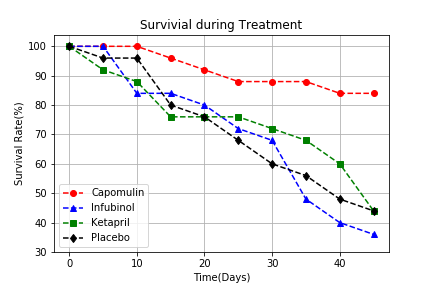 Survivial during Treatment
Survival Rate(%)
100
90
80
70
60
50
40
30
Capomulin
Infubinol
Ketapril
Placebo
0
10
20
30
40
Time(Days)